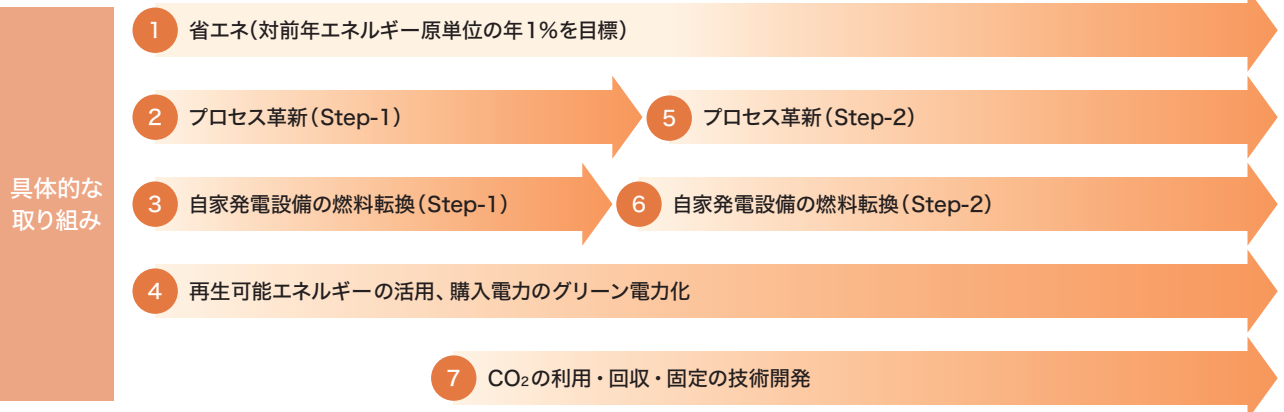 具体的な
取り組み
1 省エネ（対前年エネルギー原単位の年1％を目標）
2 プロセス革新（Step-1）
5 プロセス革新（Step-2）
3 自家発電設備の燃料転換（Step-1）
6 自家発電設備の燃料転換（Step-2）
4 再生可能エネルギーの活用、購入電力のグリーン電力化
7 CO₂の利用・回収・固定の技術開発